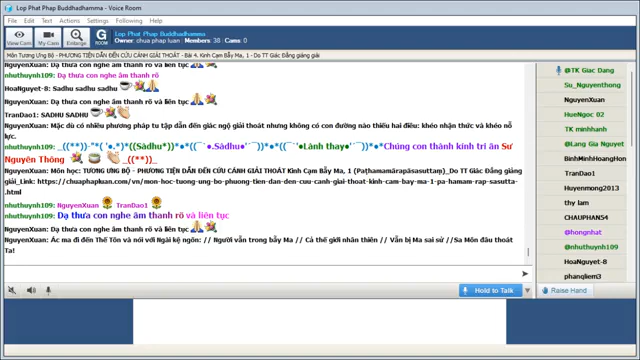 Lop Phat Phap Buddhadhamma - Voice Room
File Edit Text Actions Settings Groups Help
View Cam My Cam Enlarge ROOM
Lop Phat Phap Buddhadhamma
Owner: chua phap luan : Members: 38 : Cams: 0
Môn Tương Ưng Bộ - PHƯƠNG TIỆN DẪN ĐẾN CỨU CÁNH GIẢI THOÁT - Bài 4. Kinh Cạm Bẫy Ma, 1 - Do TT Giác Đẳng giảng giải
NguyenXuan: Dạ thưa con nghe âm thanh rõ và liên tục
nhuthuynh109: Dạ thưa con nghe âm thanh rõ
HoaNguyet-8: Sadhu sadhu sadhu
NguyenXuan: Dạ thưa con nghe âm thanh rõ và liên tục
TranDao1: SADHU SADHU
NguyenXuan: Mặc dù có nhiều phương pháp tu tập dẫn đến giác ngộ giải thoát nhưng không có con đường nào thiếu hai điều: khéo nhận thức và khéo nỗ
lực.
nhuthuynh109: Lành thay Chúng con thành kính tri ân Sư
Nguyên Thông
NguyenXuan: Môn học: TƯƠNG ƯNG BỘ - PHƯƠNG TIỆN DẪN ĐẾN CỨU CÁNH GIẢI THOÁT Kinh Cạm Bẫy Ma, 1 (Paṭhamamārapāsasuttaṃ)_Do TT Giác Đẳng giảng
giải_Link: https://chuaphapluan.com/vn/mon-hoc-tuong-ung-bo-phuong-tien-dan-den-cuu-canh-giai-thoat-kinh-cam-bay-ma-1-pa-hamam-rap-sasutta-
.html
nhuthuynh109: NguyenXuan TranDao1
nhuthuynh109: Dạ thưa con nghe âm thanh rõ và liên tục
NguyenXuan: Dạ thưa con nghe âm thanh rõ và liên tục
NguyenXuan: Ác ma đi đến Thế Tôn và nói với Ngài kệ ngôn: // Người vẫn trong bẫy Ma // Cả thế giới nhân thiên // Vẫn bị Ma sai sử //Sa Môn đâu thoát
Ta!
@TK Giac Dang
@Su_Nguyenthong
NguyenXuan
HueNgoc 02
TK minhhanh
@Lang Gia Nguyet
BinhMinhHoangHon
TranDao13
Huyenmong2013
thy lam
CHAUPHAN54
@hongnhat
@nhuthuynh109
HoaNguyet-8
phanqliem3
Hold to Talk
Raise Hand